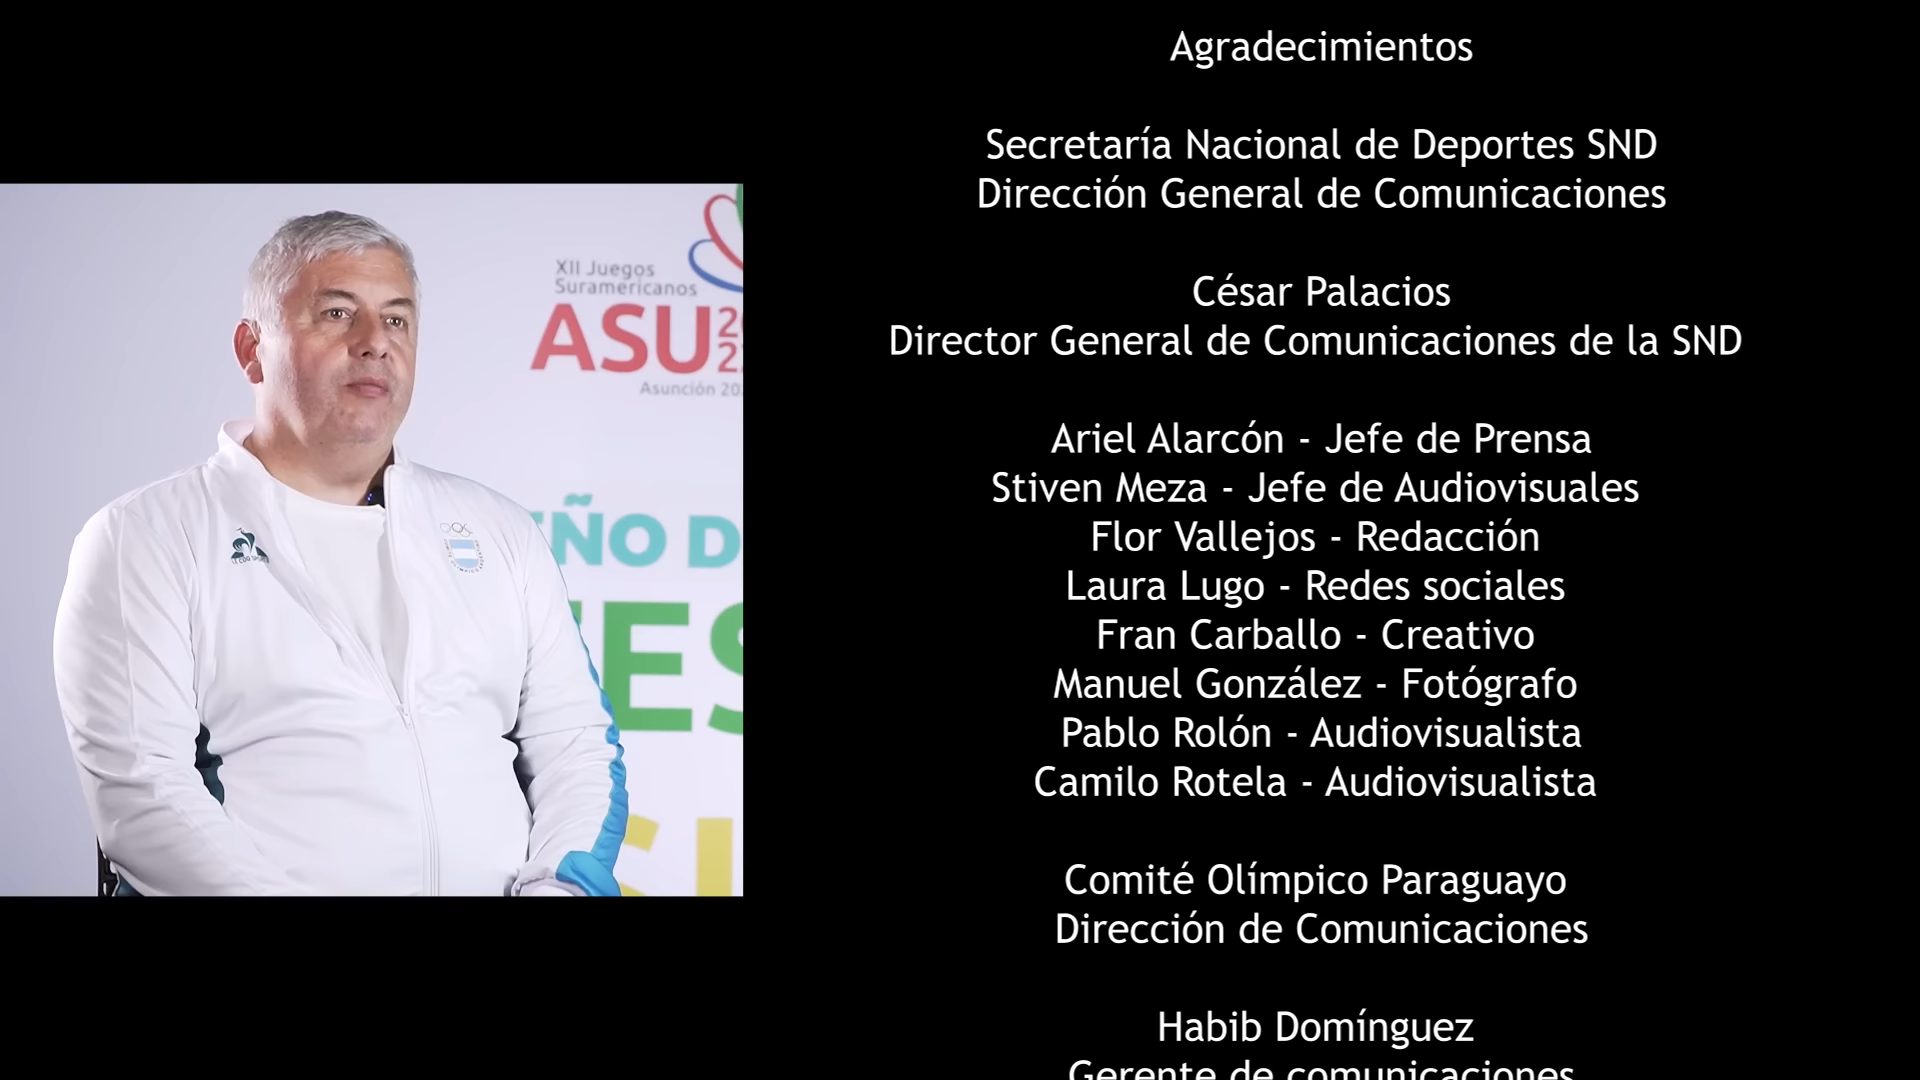 Agradecimientos
Secretaría Nacional de Deportes SND
Dirección General de Comunicaciones
César Palacios
Director General de Comunicaciones de la SND
Ariel Alarcón - Jefe de Prensa
Stiven Meza - Jefe de Audiovisuales
Flor Vallejos - Redacción
Laura Lugo - Redes sociales
Fran Carballo - Creativo
Manuel González - Fotógrafo
Pablo Rolón - Audiovisualista
Camilo Rotela - Audiovisualista
Comité Olímpico Paraguayo
Dirección de Comunicaciones
Habib Domínguez
Gerente de comunicaciones
XII Juegos
Suramericanos
ASU
Asunción
ÑO D
ES